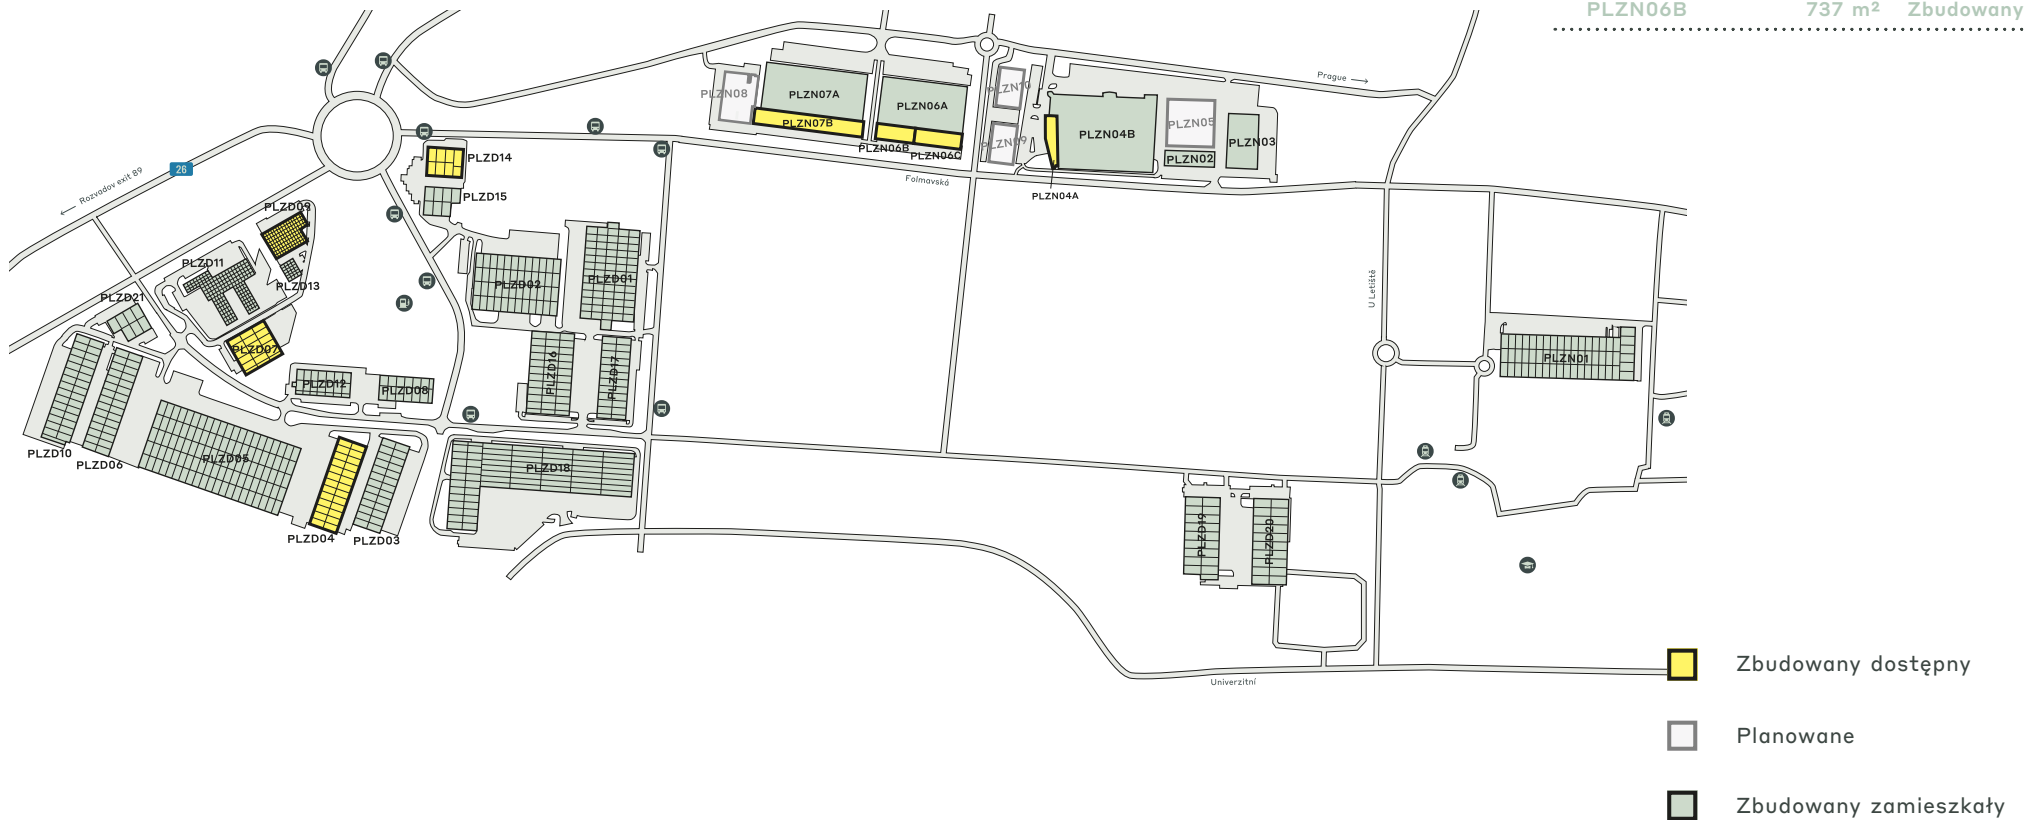 PLZN06B 737 m² Zbudowany
Prague
PLZN08
PLZN07A
PLZN07B
PLZN06A
PLZN06B
PLZN06C
PLZN10
PLZN09
PLZN04B
PLZN04A
PLZN05
PLZN02
PLZN03
Folmavská
26
Rozvadov exit 89
PLZD14
PLZD15
PLZD09
PLZD11
PLZD13
PLZD21
PLZD07
PLZD02
PLZD01
PLZD16
PLZD17
PLZD12
PLZD08
U Letiště
PLZN01
PLZD10
PLZD06
PLZD05
PLZD04
PLZD03
PLZD18
PLZD19
PLZD20
Univerzitní
Zbudowany dostępny
Planowane
Zbudowany zamieszkały